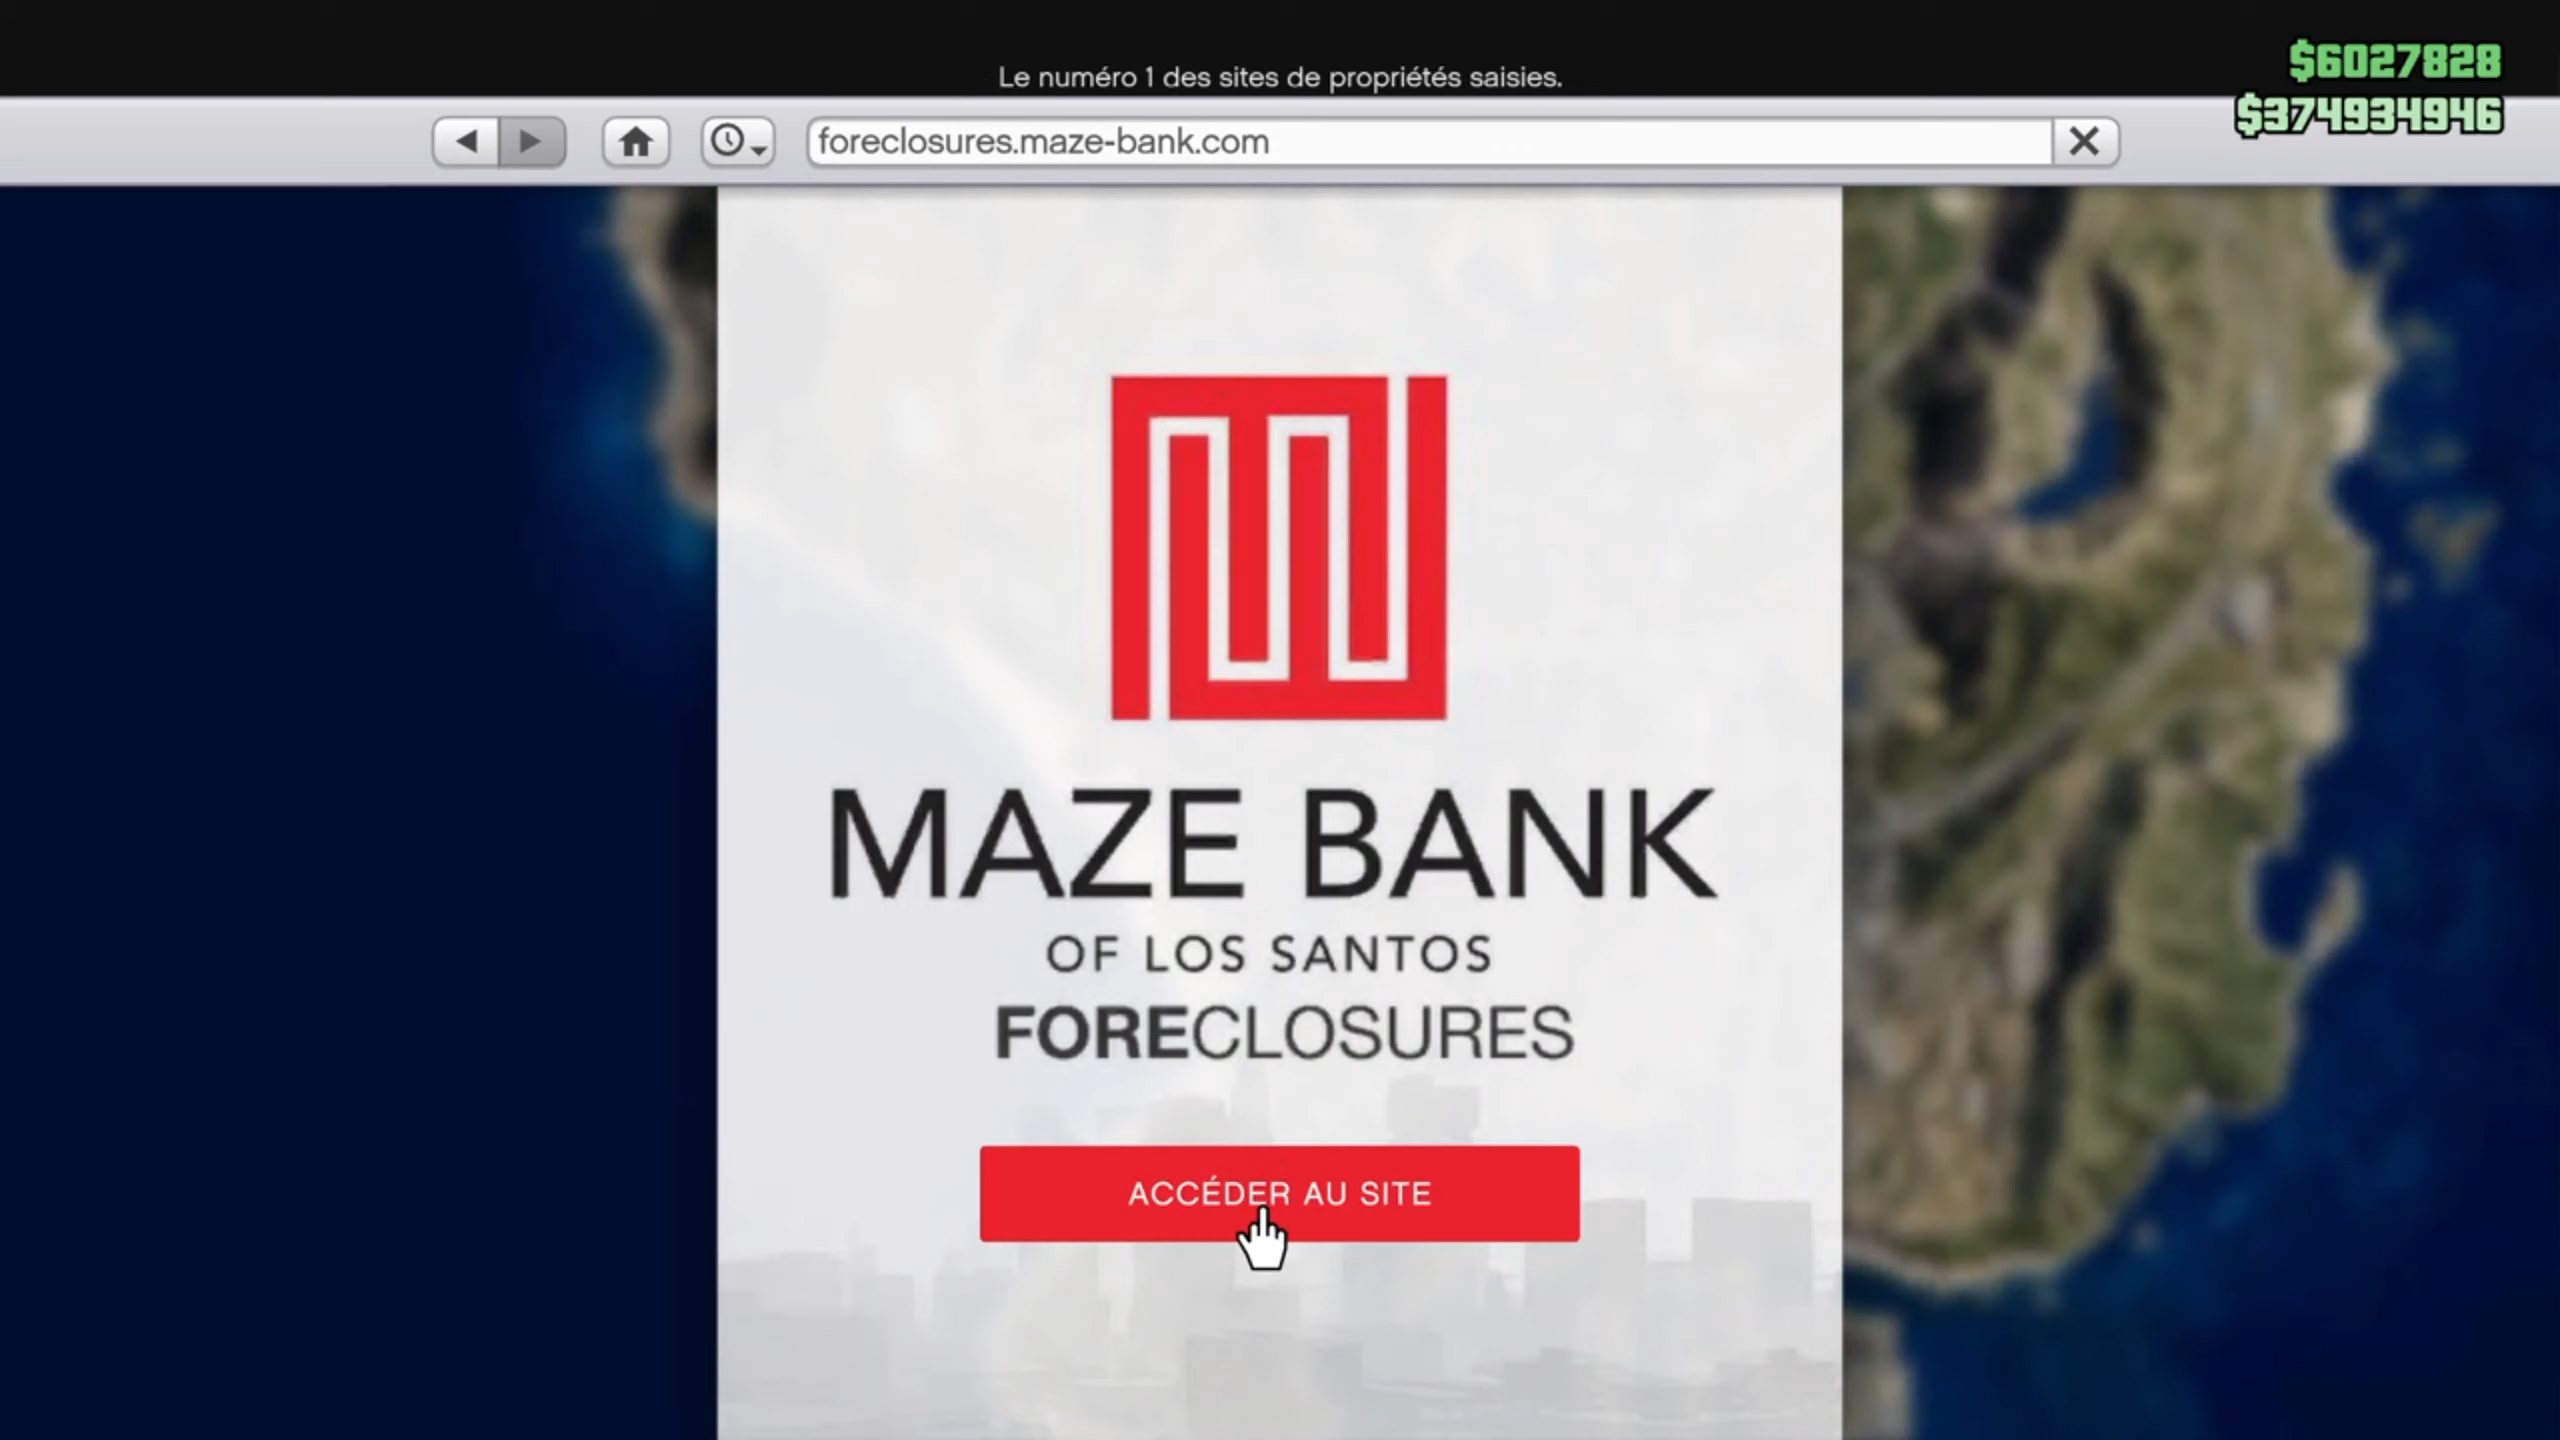 Le numéro 1 des sites de propriétés saisies.
$6027828
$374934946
foreclosures.maze-bank.com
MAZE BANK
OF LOS SANTOS
FORECLOSURES
ACCÉDER AU SITE